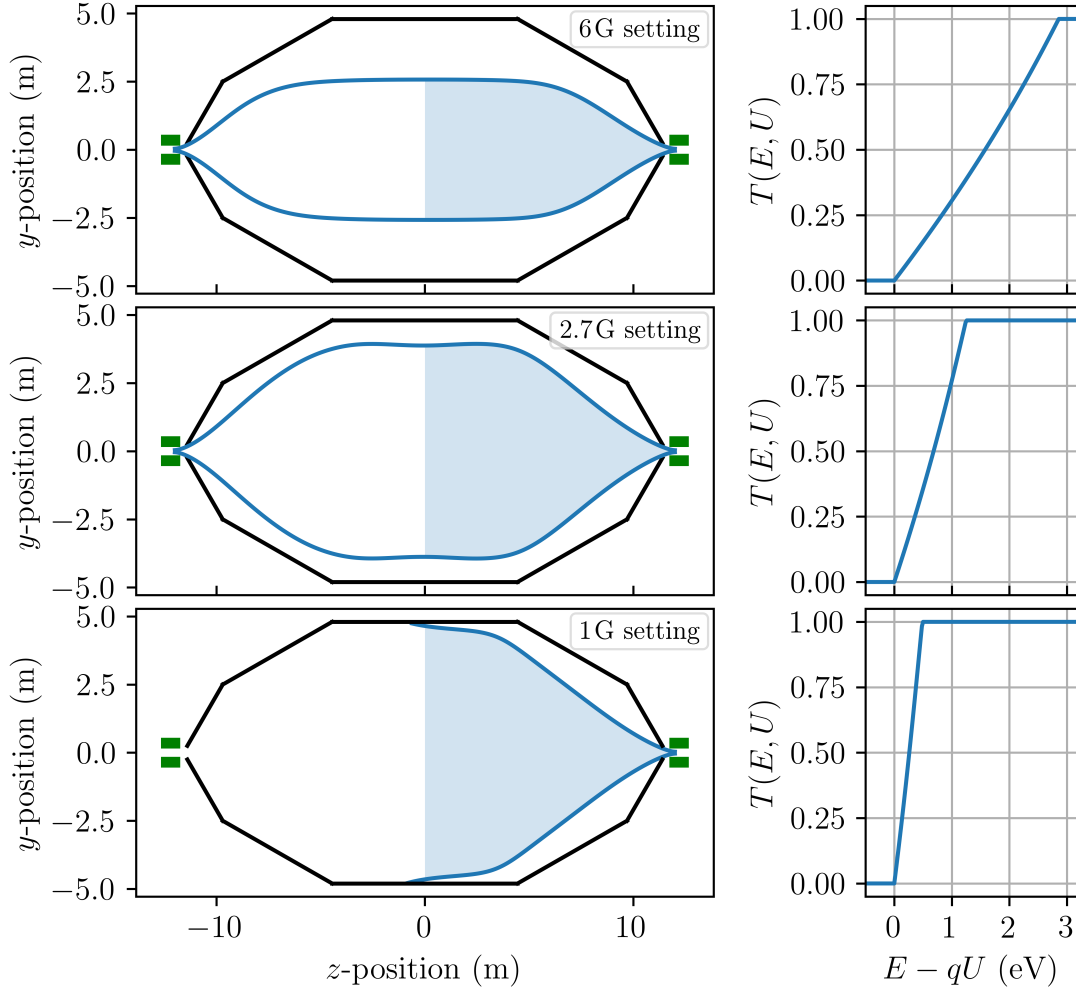 6G setting
5.0
2.5
0.0
−2.5
−5.0
y-position (m)
1.00
0.75
0.50
0.25
0.00
T(E, U)
2.7G setting
5.0
2.5
0.0
−2.5
−5.0
y-position (m)
1.00
0.75
0.50
0.25
0.00
T(E, U)
1G setting
5.0
2.5
0.0
−2.5
−5.0
y-position (m)
−10 0 10
z-position (m)
1.00
0.75
0.50
0.25
0.00
T(E, U)
0 1 2 3
E − qU (eV)